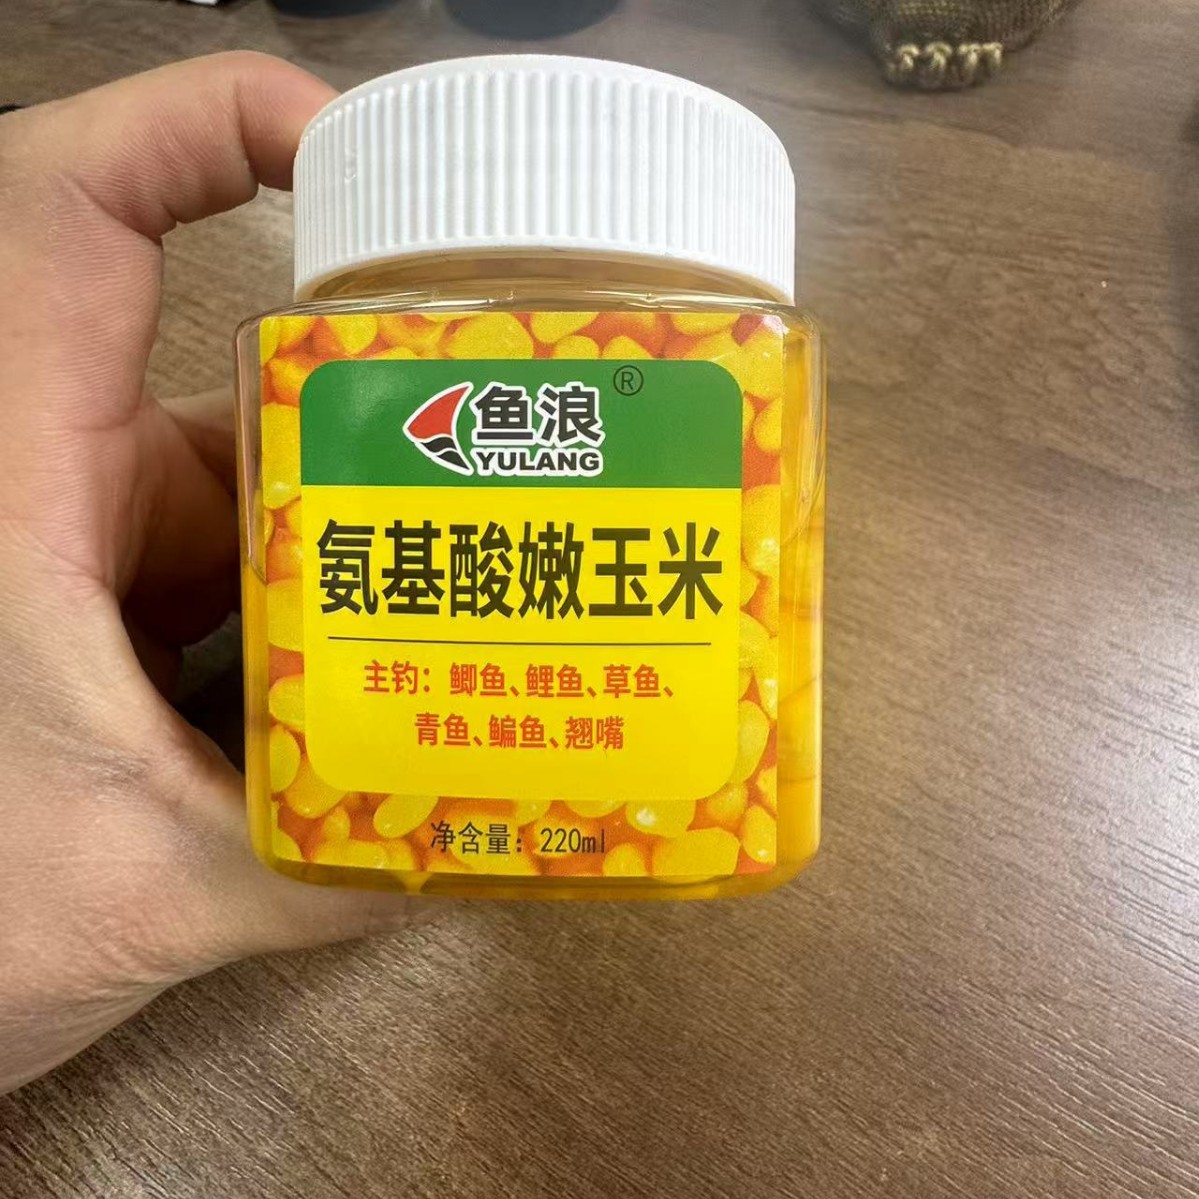 鱼浪®
YULANG
氨基酸嫩玉米
主钓：鲫鱼、鲤鱼、草鱼、
青鱼、鳊鱼、翘嘴
净含量：220ml